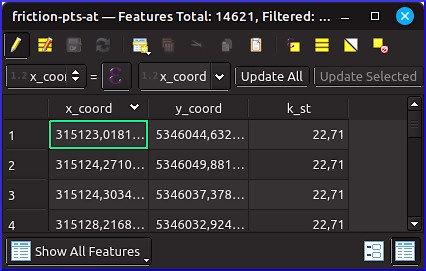 friction-pts-at — Features Total: 14621, Filtered: ...
1.2 x_coord = ε 1.2 x_coord Update All Update Selected
x_coord y_coord k_st
1 315123,0181... 5346044,632... 22,71
2 315124,2710... 5346049,881... 22,71
3 315124,3034... 5346037,378... 22,71
4 315128,2168... 5346032,924... 22,71
Show All Features